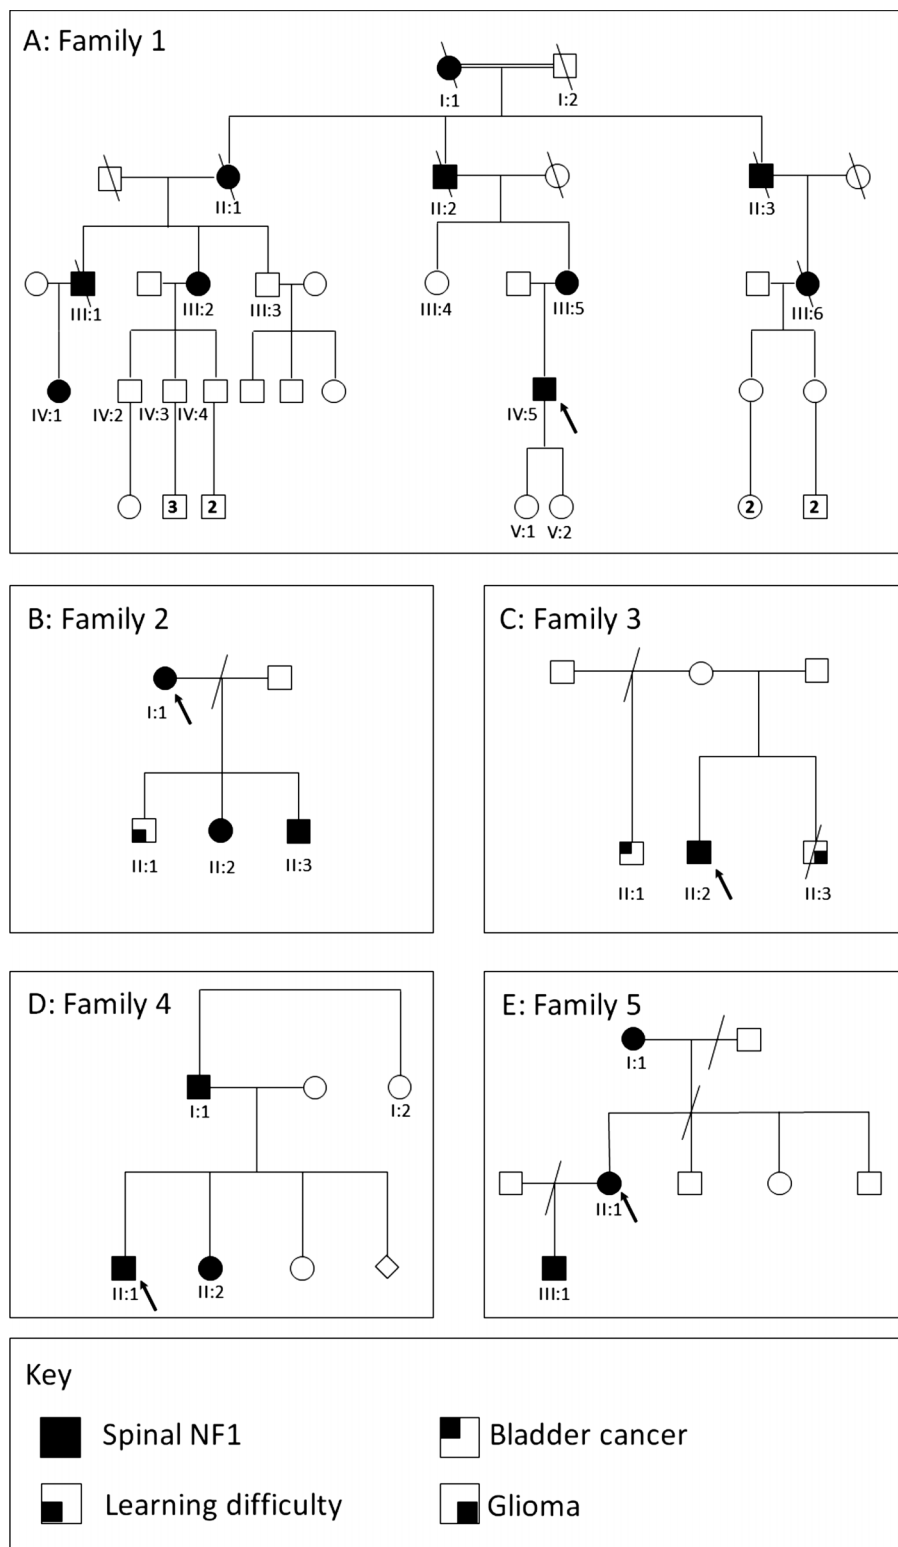 A: Family 1
I:1 I:2
II:1 II:2 II:3
III:1 III:2 III:3 III:4 III:5 III:6
IV:1 IV:2 IV:3 IV:4 IV:5
3 2 2 2
V:1 V:2
B: Family 2
I:1
II:1 II:2 II:3
C: Family 3
II:1 II:2 II:3
D: Family 4
I:1 I:2
II:1 II:2
E: Family 5
I:1
II:1
III:1
Key
Spinal NF1 Bladder cancer
Learning difficulty Glioma